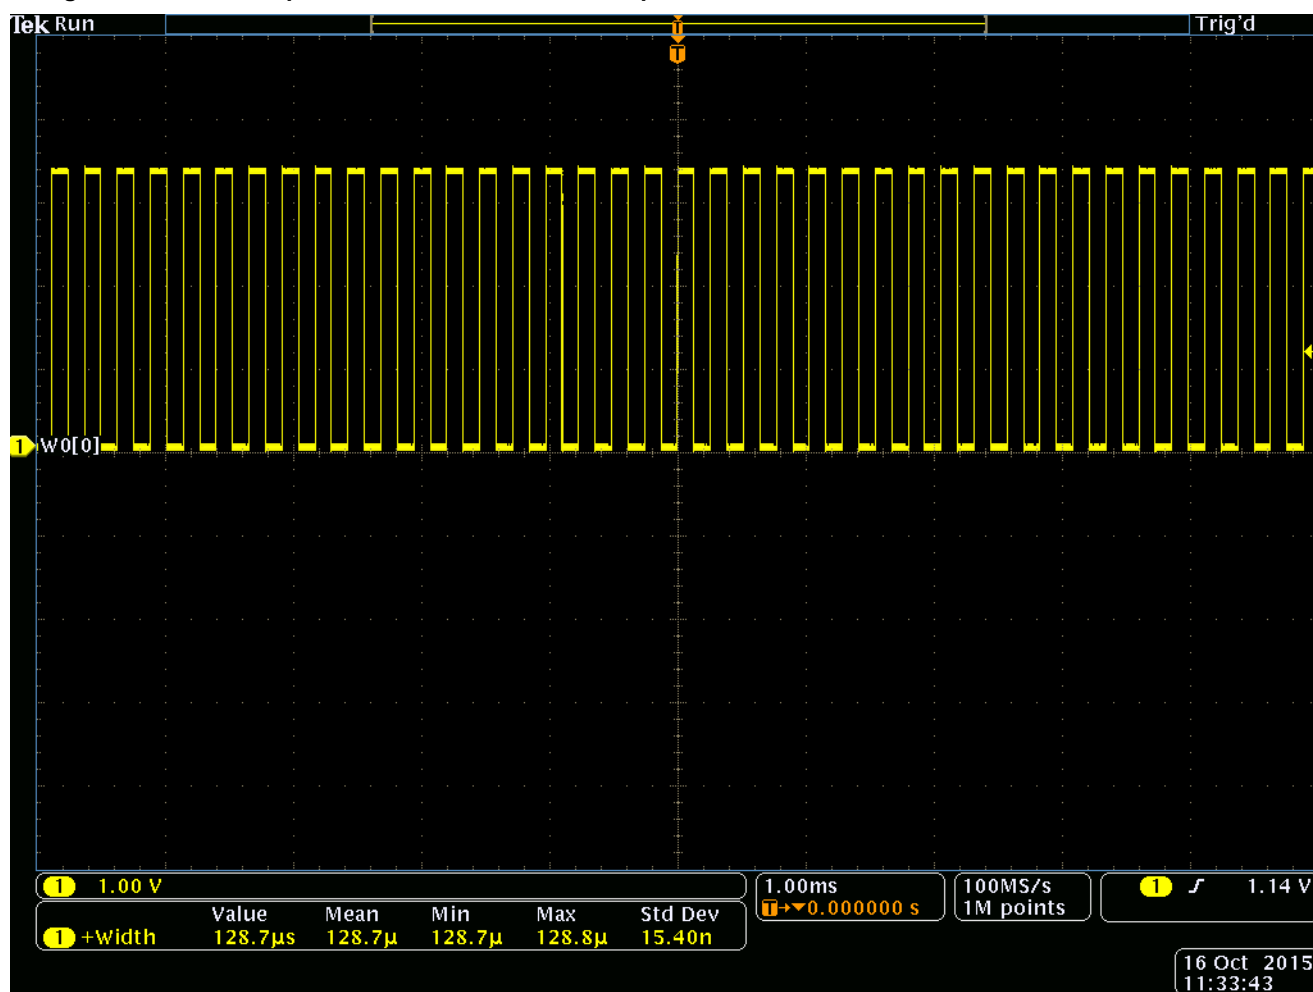 Tek Run Trig'd
T
T
1 W0[0]
1 1.00 V
1.00ms
T→▼0.000000 s
100MS/s
1M points
1 1.14 V
Value Mean Min Max Std Dev
1 +Width 128.7µs 128.7µ 128.7µ 128.8µ 15.40n
16 Oct 2015
11:33:43